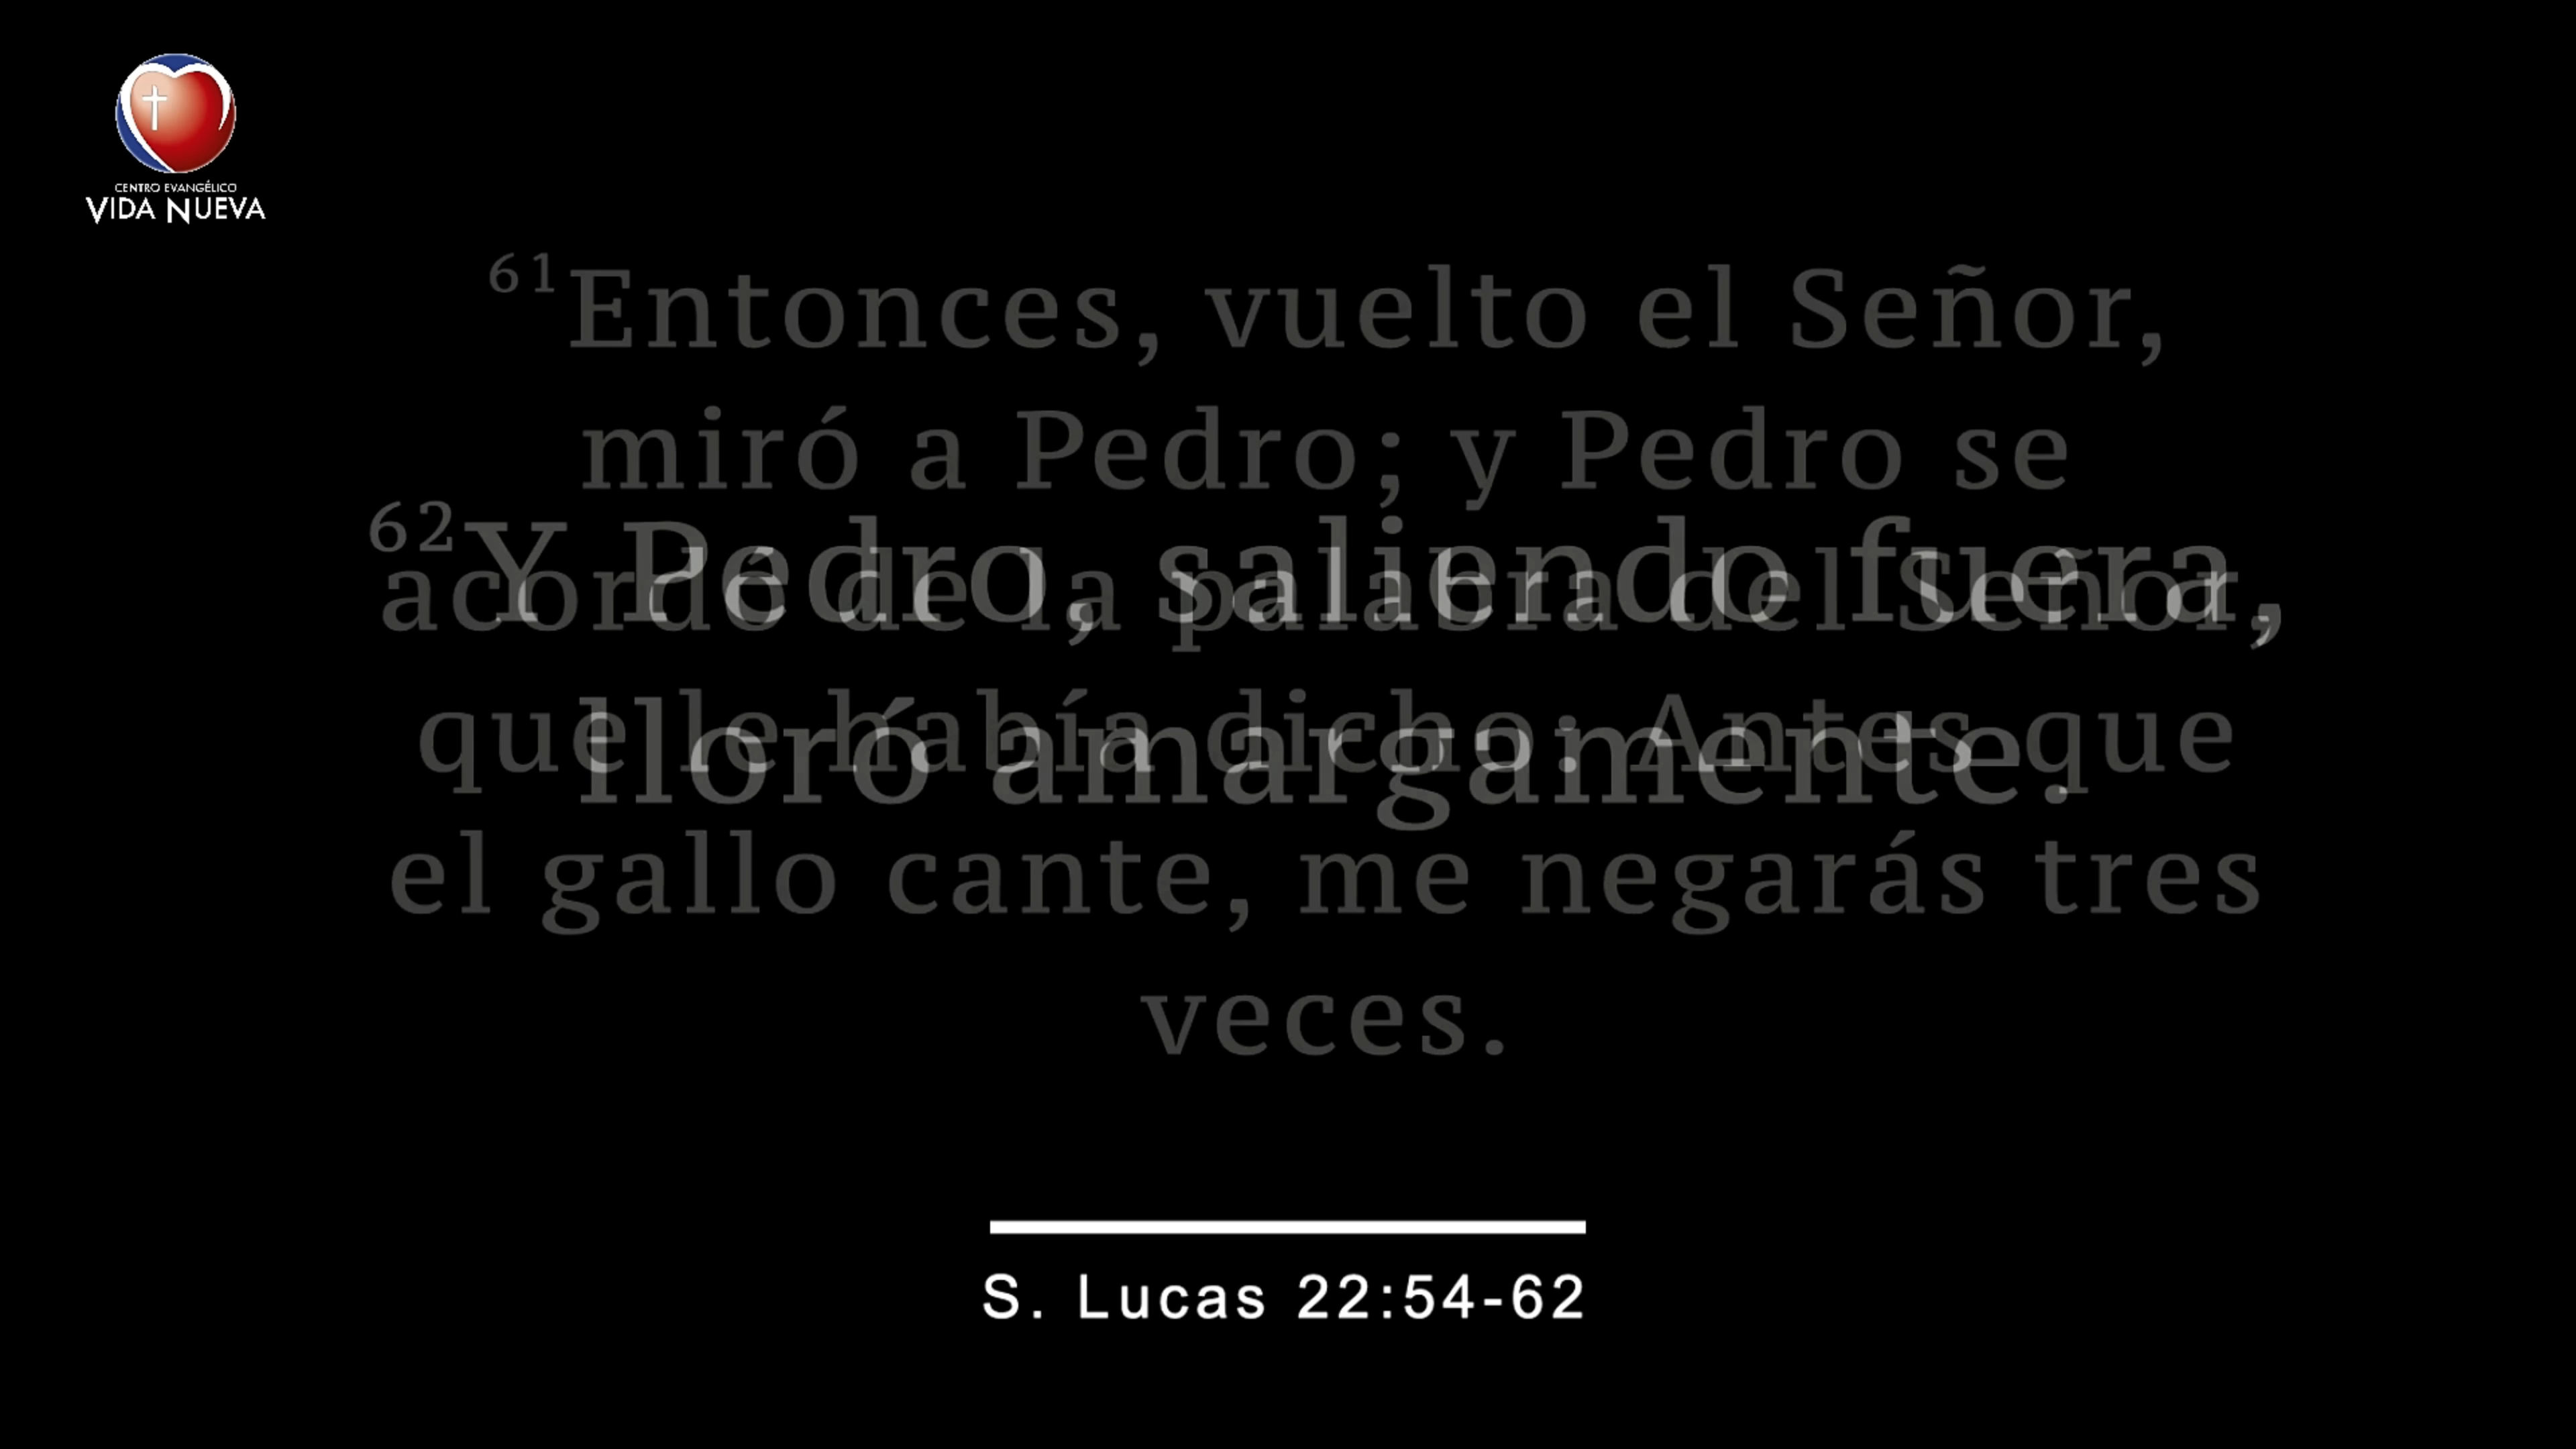 CENTRO EVANGÉLICO
VIDA NUEVA
61Entonces, vuelto el Señor,
miró a Pedro; y Pedro se
acordó de la palabra del Señor,
que le había dicho: Antes que
el gallo cante, me negarás tres
veces.
62Y Pedro, saliendo fuera,
lloró amargamente.
S. Lucas 22:54-62